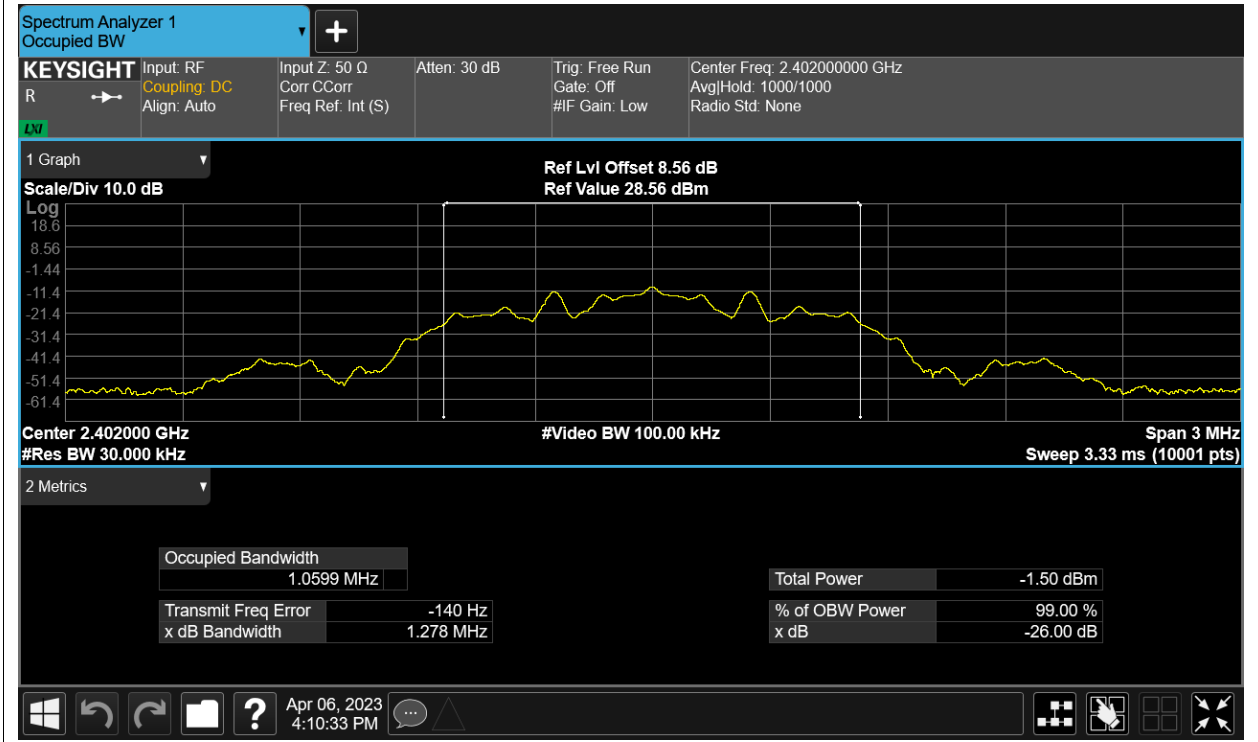 Spectrum Analyzer 1
Occupied BW
KEYSIGHT Input: RF Input Z: 50 Ω Atten: 30 dB Trig: Free Run Center Freq: 2.402000000 GHz
R Coupling: DC Corr CCorr Gate: Off Avg|Hold: 1000/1000
Align: Auto Freq Ref: Int (S) #IF Gain: Low Radio Std: None
LXI
1 Graph
Ref Lvl Offset 8.56 dB
Scale/Div 10.0 dB Ref Value 28.56 dBm
Log
18.6
8.56
-1.44
-11.4
-21.4
-31.4
-41.4
-51.4
-61.4
Center 2.402000 GHz #Video BW 100.00 kHz Span 3 MHz
#Res BW 30.000 kHz Sweep 3.33 ms (10001 pts)
2 Metrics
Occupied Bandwidth
1.0599 MHz Total Power -1.50 dBm
Transmit Freq Error -140 Hz % of OBW Power 99.00 %
x dB Bandwidth 1.278 MHz x dB -26.00 dB
? Apr 06, 2023
4:10:33 PM